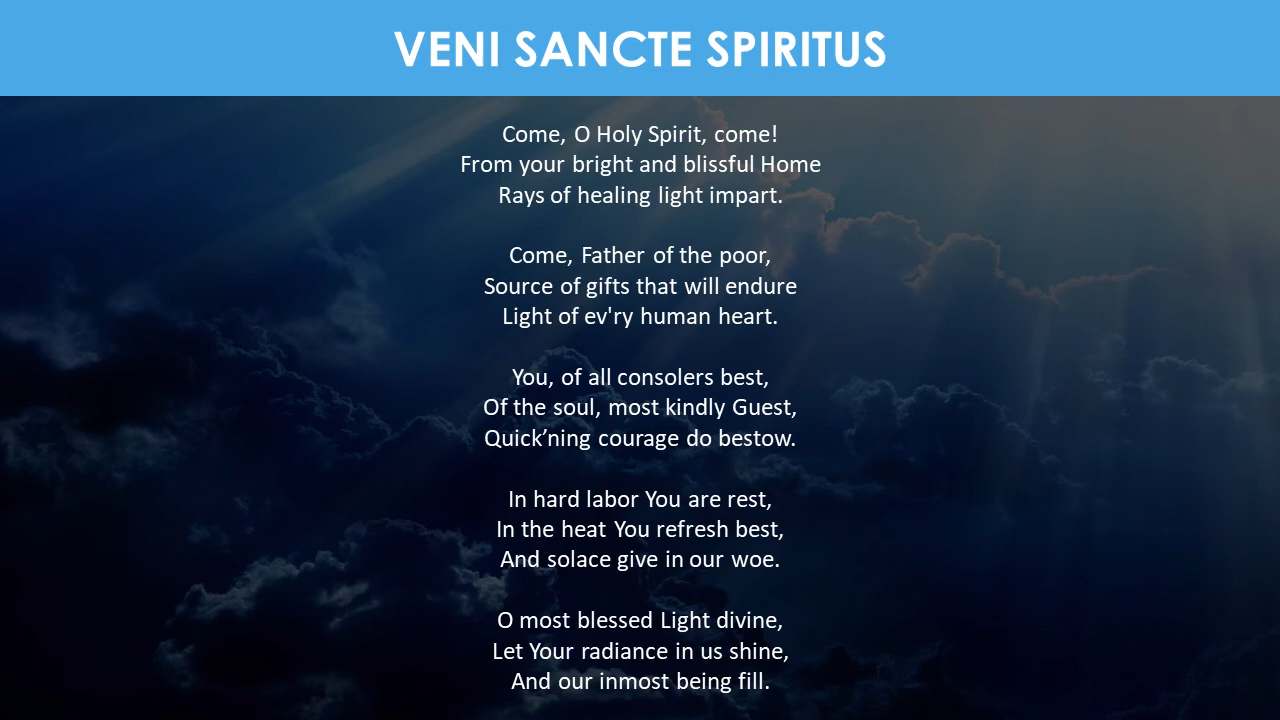 VENI SANCTE SPIRITUS
Come, O Holy Spirit, come!
From your bright and blissful Home
Rays of healing light impart.
Come, Father of the poor,
Source of gifts that will endure
Light of ev'ry human heart.
You, of all consolers best,
Of the soul, most kindly Guest,
Quick’ning courage do bestow.
In hard labor You are rest,
In the heat You refresh best,
And solace give in our woe.
O most blessed Light divine,
Let Your radiance in us shine,
And our inmost being fill.